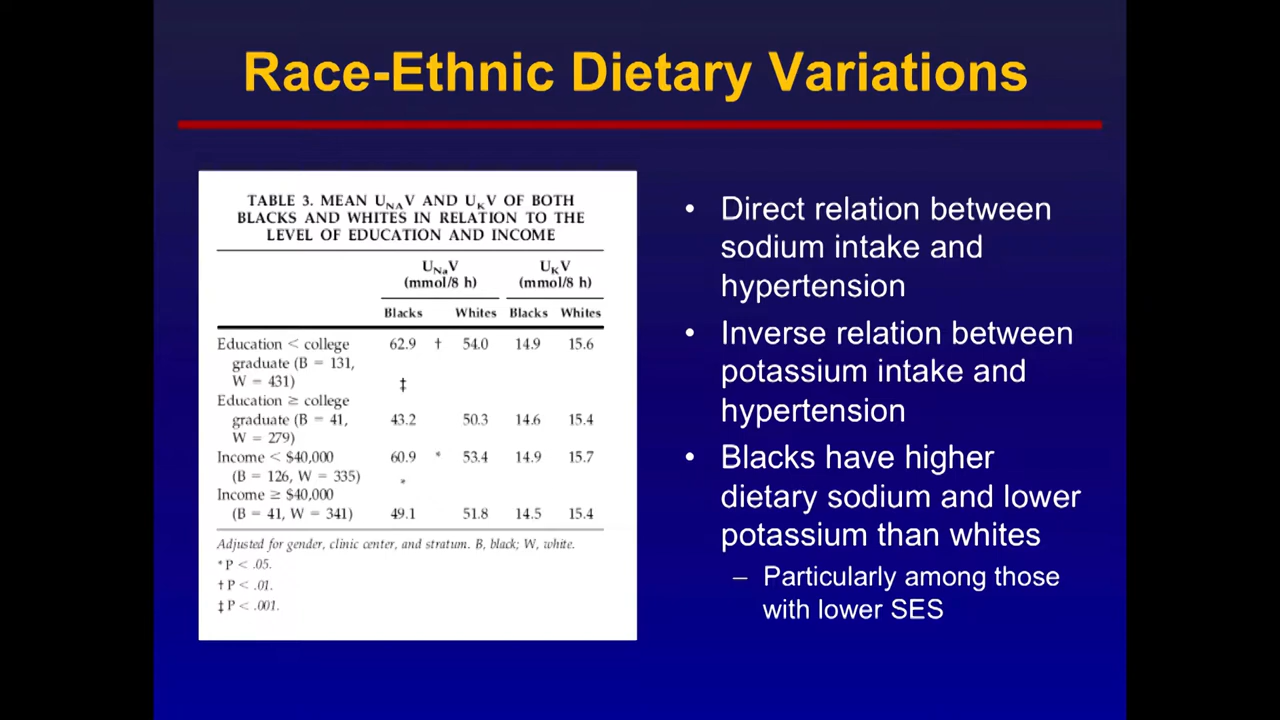 Race-Ethnic Dietary Variations
TABLE 3. MEAN UNAV AND UKV OF BOTH
BLACKS AND WHITES IN RELATION TO THE
LEVEL OF EDUCATION AND INCOME
UNaV UKV
(mmol/8 h) (mmol/8 h)
Blacks Whites Blacks Whites
Education < college 62.9 † 54.0 14.9 15.6
graduate (B = 131,
W = 431) ‡
Education ≥ college
graduate (B = 41, 43.2 50.3 14.6 15.4
W = 279)
Income < $40,000 60.9 * 53.4 14.9 15.7
(B = 126, W = 335) *
Income ≥ $40,000
(B = 41, W = 341) 49.1 51.8 14.5 15.4
Adjusted for gender, clinic center, and stratum. B, black; W, white.
* P < .05.
† P < .01.
‡ P < .001.
• Direct relation between
sodium intake and
hypertension
• Inverse relation between
potassium intake and
hypertension
• Blacks have higher
dietary sodium and lower
potassium than whites
– Particularly among those
with lower SES